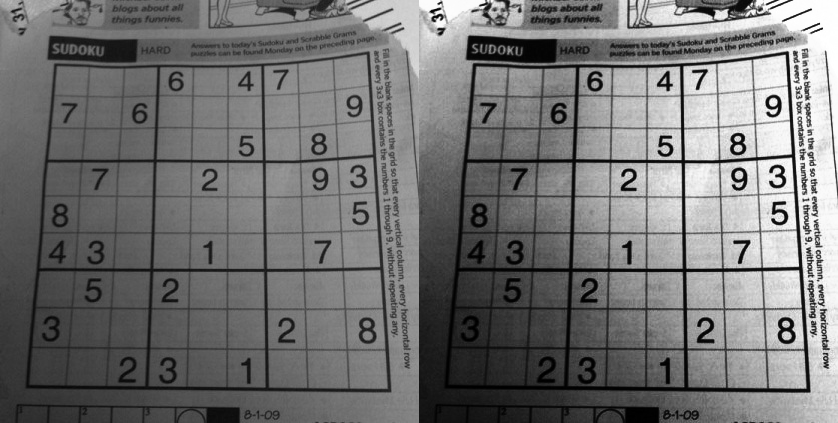 blogs about all
things funnies.
SUDOKU HARD Answers to today's Sudoku and Scrabble Grams
puzzles can be found Monday on the preceding page.
6 4 7
7 6 9
5 8
7 2 9 3
8 5
4 3 1 7
5 2
3 2 8
2 3 1
Fill in the blank spaces in the grid so that every vertical column, every horizontal row
and every 3x3 box contains the numbers 1 through 9, without repeating any.
1 2 3
8-1-09
blogs about all
things funnies.
SUDOKU HARD Answers to today's Sudoku and Scrabble Grams
puzzles can be found Monday on the preceding page.
6 4 7
7 6 9
5 8
7 2 9 3
8 5
4 3 1 7
5 2
3 2 8
2 3 1
Fill in the blank spaces in the grid so that every vertical column, every horizontal row
and every 3x3 box contains the numbers 1 through 9, without repeating any.
1 2 3
8-1-09